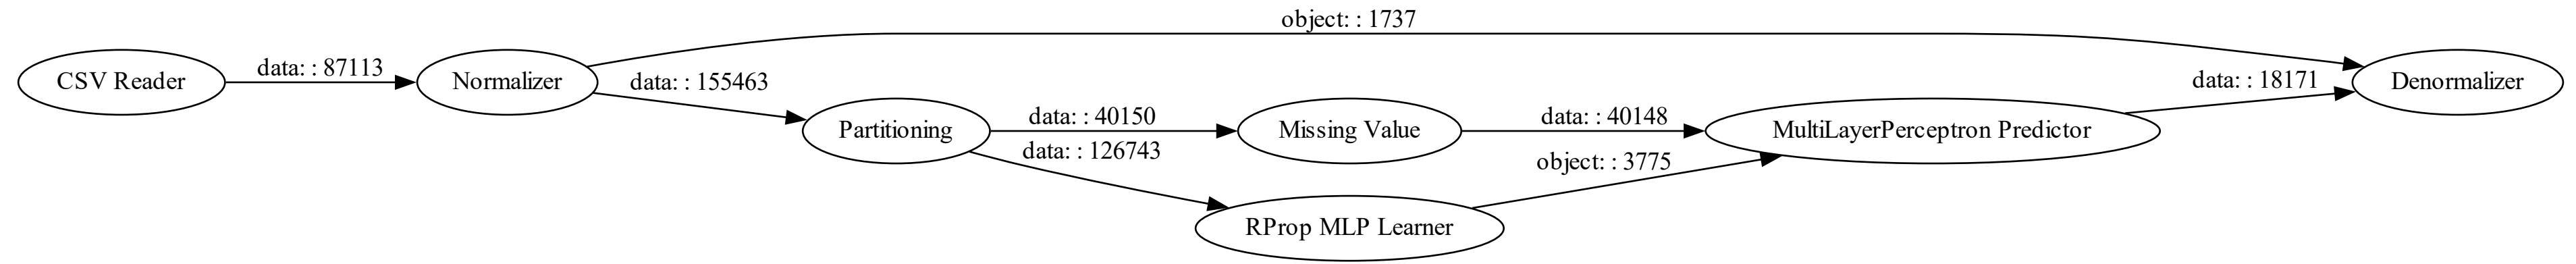 object: : 1737
CSV Reader
data: : 87113
Normalizer
data: : 155463
data: : 18171
Denormalizer
Partitioning
data: : 40150
Missing Value
data: : 40148
MultiLayerPerceptron Predictor
data: : 126743
object: : 3775
RProp MLP Learner